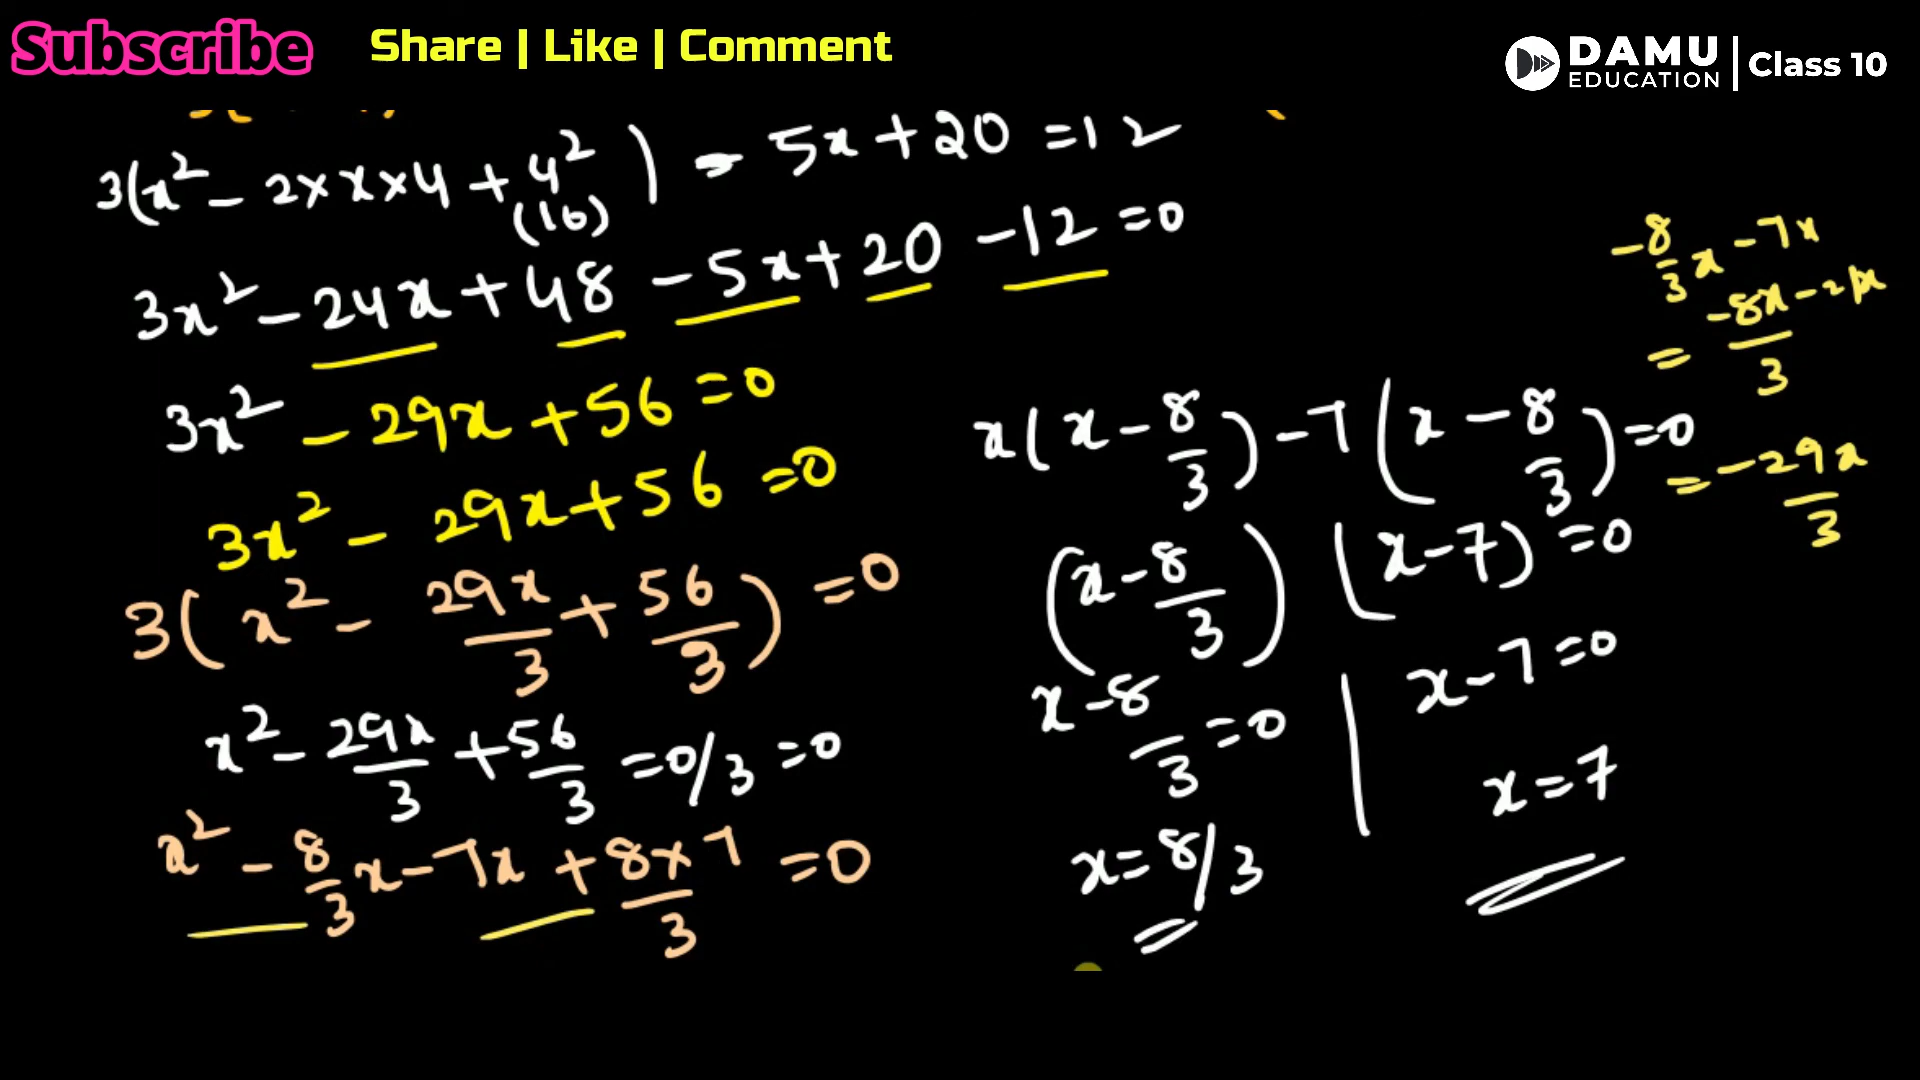 Subscribe
Share | Like | Comment
DAMU EDUCATION | Class 10
3(x² - 2×x×4 + 4² ) - 5x + 20 = 12
(16)
3x² - 24x + 48 - 5x + 20 - 12 = 0
3x² - 29x + 56 = 0
3x² - 29x + 56 = 0
3(x² - 29x/3 + 56/3) = 0
x² - 29x/3 + 56/3 = 0/3 = 0
x² - 8/3 x - 7x + 8×7/3 = 0
-8/3 x - 7x
= -8x - 21x/3
= -29x/3
x(x - 8/3) - 7(x - 8/3) = 0
(x - 8/3) (x - 7) = 0
x - 8/3 = 0 | x - 7 = 0
x = 8/3
x = 7